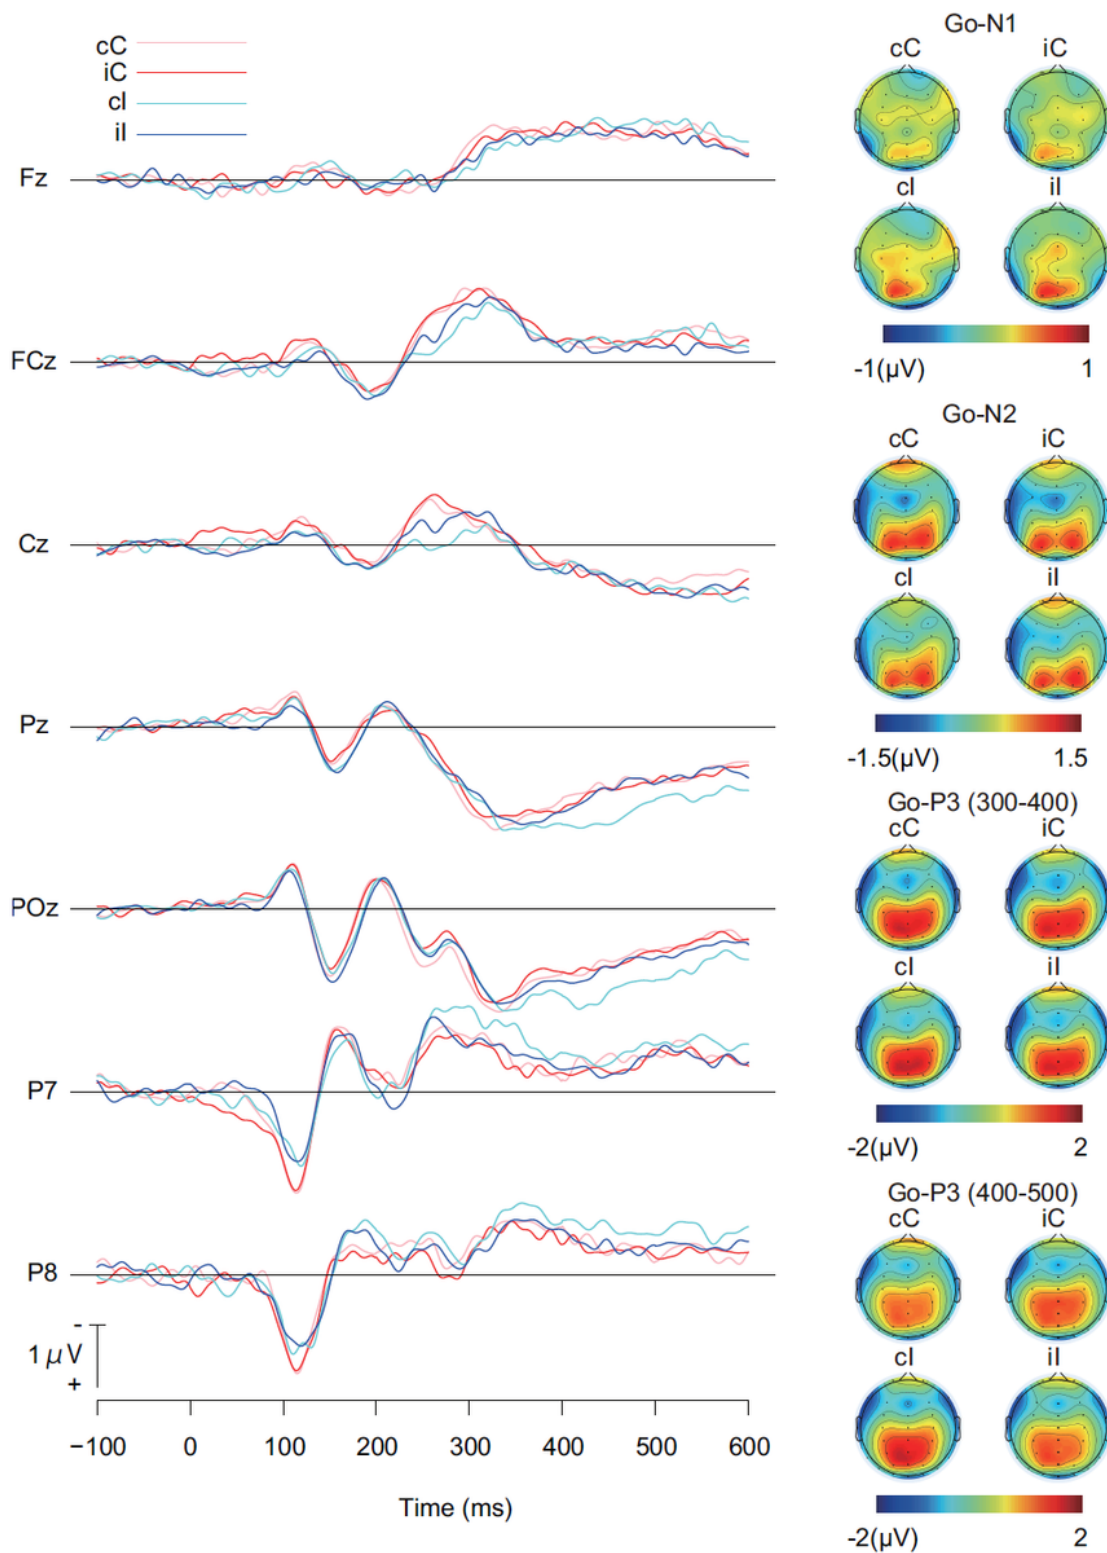 cC
iC
cI
iI
Fz
FCz
Cz
Pz
POz
P7
P8
-
1 µV
+
−100 0 100 200 300 400 500 600
Time (ms)
Go-N1
cC iC
cI iI
-1(µV) 1
Go-N2
cC iC
cI iI
-1.5(µV) 1.5
Go-P3 (300-400)
cC iC
cI iI
-2(µV) 2
Go-P3 (400-500)
cC iC
cI iI
-2(µV) 2